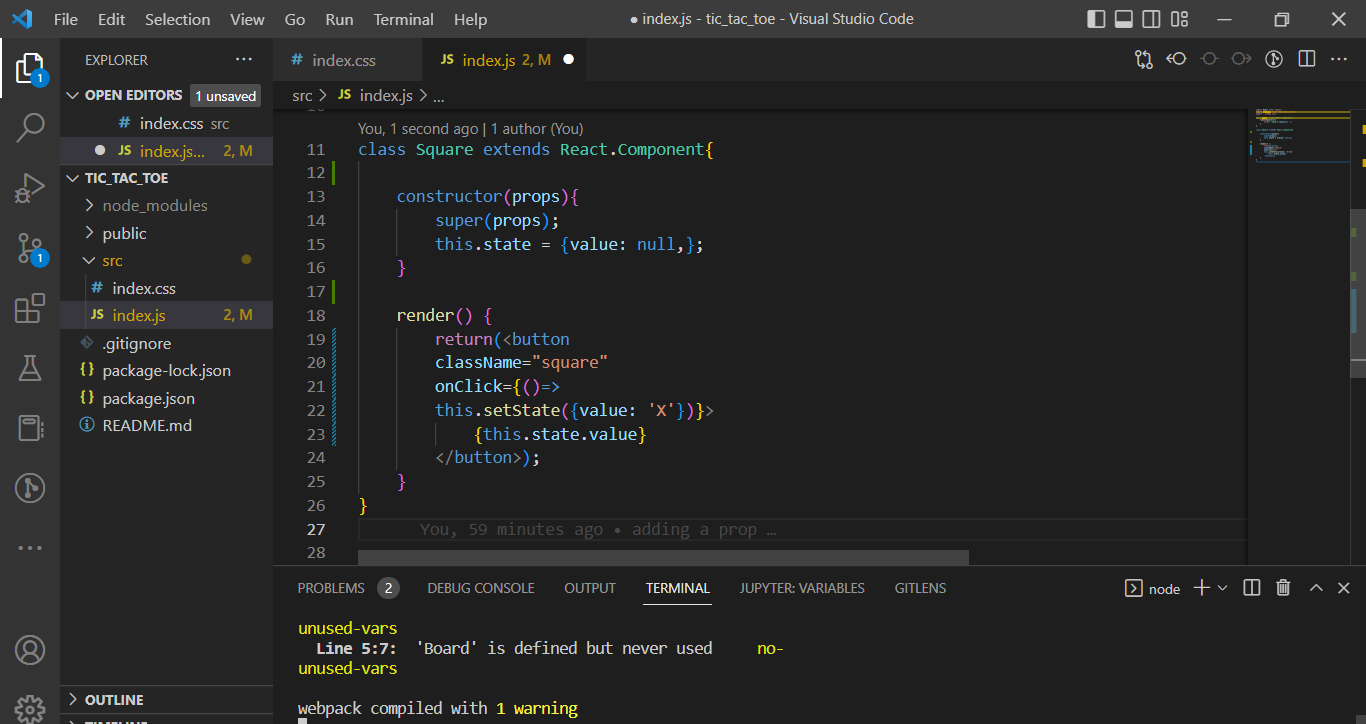 File Edit Selection View Go Run Terminal Help ● index.js - tic_tac_toe - Visual Studio Code
EXPLORER ··· # index.css JS index.js 2, M ●
1
OPEN EDITORS 1 unsaved src > JS index.js > ...
# index.css src
● JS index.js... 2, M
TIC_TAC_TOE
node_modules
public
src
1
# index.css
JS index.js 2, M
.gitignore
{} package-lock.json
{} package.json
README.md
OUTLINE
TIMELINE
You, 1 second ago | 1 author (You)
11 class Square extends React.Component{
12
13 constructor(props){
14 super(props);
15 this.state = {value: null,};
16 }
17
18 render() {
19 return(<button
20 className="square"
21 onClick={()=>
22 this.setState({value: 'X'})}>
23 {this.state.value}
24 </button>);
25 }
26 }
27 You, 59 minutes ago • adding a prop …
28
PROBLEMS 2 DEBUG CONSOLE OUTPUT TERMINAL JUPYTER: VARIABLES GITLENS node
unused-vars
Line 5:7: 'Board' is defined but never used no-
unused-vars
webpack compiled with 1 warning